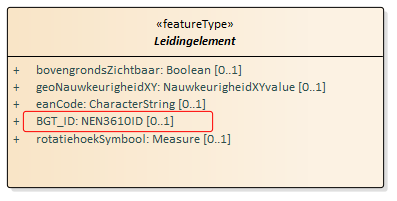 «featureType»
Leidingelement
+ bovengrondsZichtbaar: Boolean [0..1]
+ geoNauwkeurigheidXY: NauwkeurigheidXYvalue [0..1]
+ eanCode: CharacterString [0..1]
+ BGT_ID: NEN3610ID [0..1]
+ rotatiehoekSymbool: Measure [0..1]